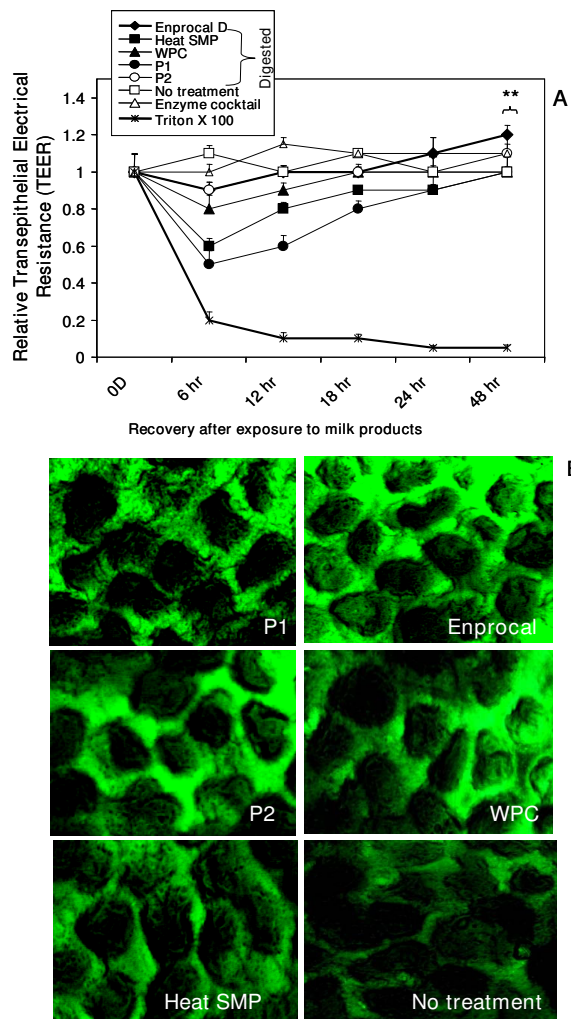 Enprocal D
Heat SMP
WPC
P1
P2
No treatment
Enzyme cocktail
Triton X 100
Digested
**
A
Relative Transepithelial Electrical
Resistance (TEER)
1.4
1.2
1
0.8
0.6
0.4
0.2
0
0D
6 hr
12 hr
18 hr
24 hr
48 hr
Recovery after exposure to milk products
P1
Enprocal
P2
WPC
Heat SMP
No treatment